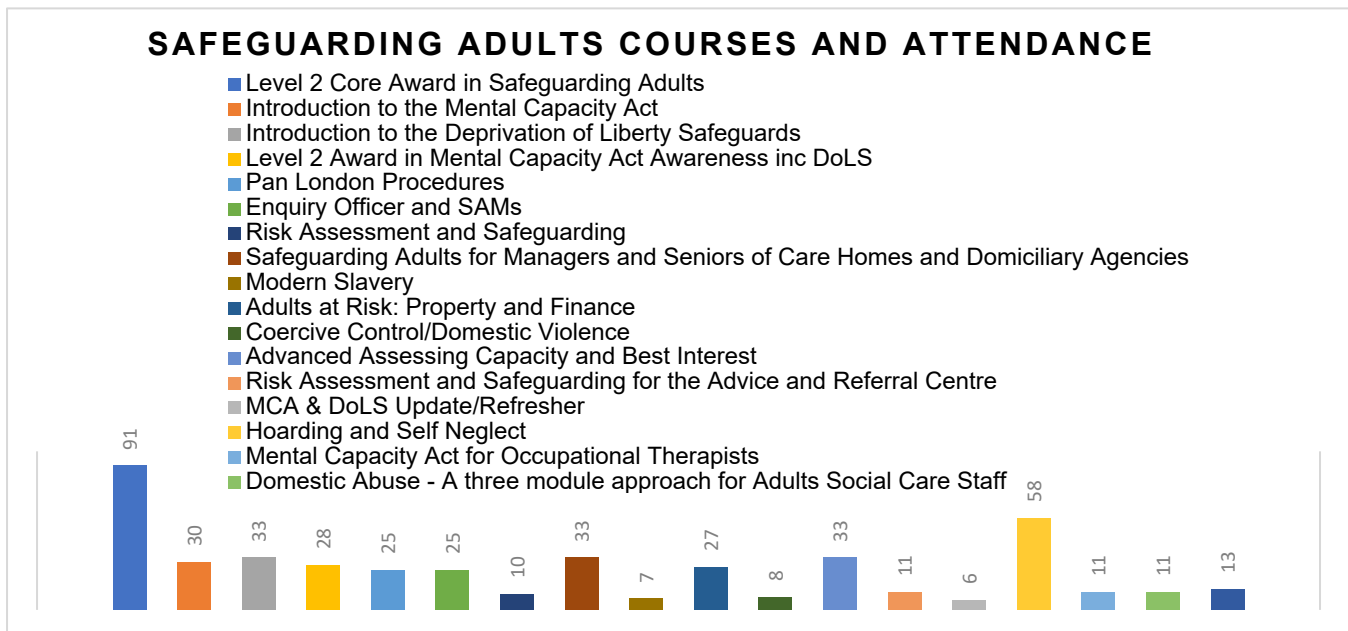 SAFEGUARDING ADULTS COURSES AND ATTENDANCE
Level 2 Core Award in Safeguarding Adults
Introduction to the Mental Capacity Act
Introduction to the Deprivation of Liberty Safeguards
Level 2 Award in Mental Capacity Act Awareness inc DoLS
Pan London Procedures
Enquiry Officer and SAMs
Risk Assessment and Safeguarding
Safeguarding Adults for Managers and Seniors of Care Homes and Domiciliary Agencies
Modern Slavery
Adults at Risk: Property and Finance
Coercive Control/Domestic Violence
Advanced Assessing Capacity and Best Interest
Risk Assessment and Safeguarding for the Advice and Referral Centre
MCA & DoLS Update/Refresher
Hoarding and Self Neglect
Mental Capacity Act for Occupational Therapists
Domestic Abuse - A three module approach for Adults Social Care Staff
91
30
33
28
25
25
10
33
7
27
8
33
11
6
58
11
11
13